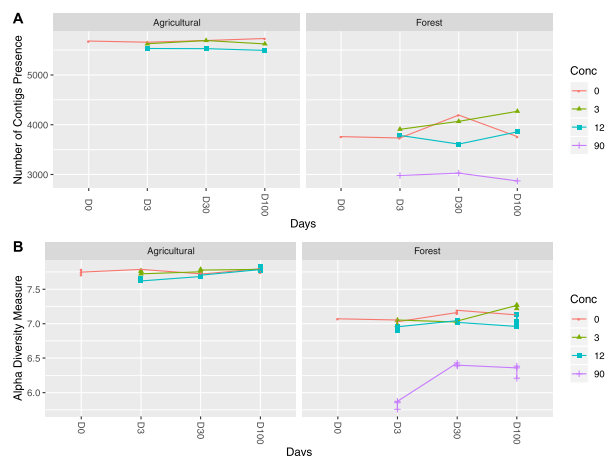 A
Agricultural
Forest
Number of Contigs Presence
5000
4000
3000
D0
D3
D30
D100
D0
D3
D30
D100
Days
Conc
0
3
12
90
B
Agricultural
Forest
Alpha Diversity Measure
7.5
7.0
6.5
6.0
D0
D3
D30
D100
D0
D3
D30
D100
Days
Conc
0
3
12
90